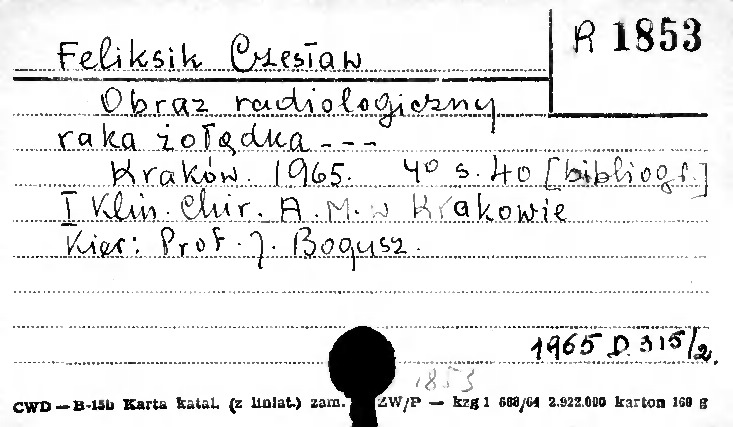 Feliksik Czesław
R 1853
Obraz radiologiczny
raka żołądka - - -
Kraków. 1965. 4° s. 40 [bibliogr.]
I Klin. Chir. A. M. w Krakowie
Kier: Prof. J. Bogusz.
1965 D. 315/2.
1853
CWD — B-15b Karta katal. (z liniat.) zam. ZW/P — kzg 1 668/64 2.922.000 karton 160 g